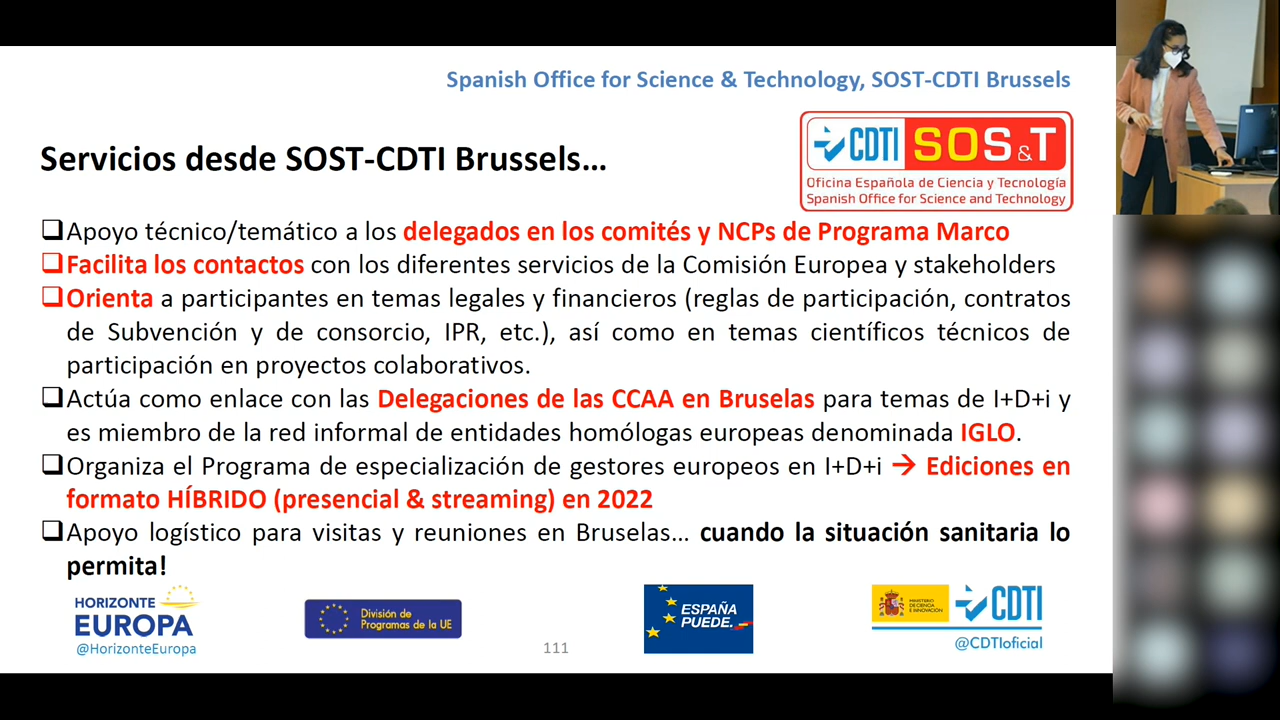 Spanish Office for Science & Technology, SOST-CDTI Brussels
CDTI SOS&T
Oficina Española de Ciencia y Tecnología
Spanish Office for Science and Technology
Servicios desde SOST-CDTI Brussels...
Apoyo técnico/temático a los delegados en los comités y NCPs de Programa Marco
Facilita los contactos con los diferentes servicios de la Comisión Europea y stakeholders
Orienta a participantes en temas legales y financieros (reglas de participación, contratos
de Subvención y de consorcio, IPR, etc.), así como en temas científicos técnicos de
participación en proyectos colaborativos.
Actúa como enlace con las Delegaciones de las CCAA en Bruselas para temas de I+D+i y
es miembro de la red informal de entidades homólogas europeas denominada IGLO.
Organiza el Programa de especialización de gestores europeos en I+D+i → Ediciones en
formato HÍBRIDO (presencial & streaming) en 2022
Apoyo logístico para visitas y reuniones en Bruselas... cuando la situación sanitaria lo
permita!
HORIZONTE
EUROPA
@HorizonteEuropa
División de
Programas de la UE
111
ESPAÑA
PUEDE.
MINISTERIO
DE CIENCIA
E INNOVACIÓN
CDTI
@CDTIoficial